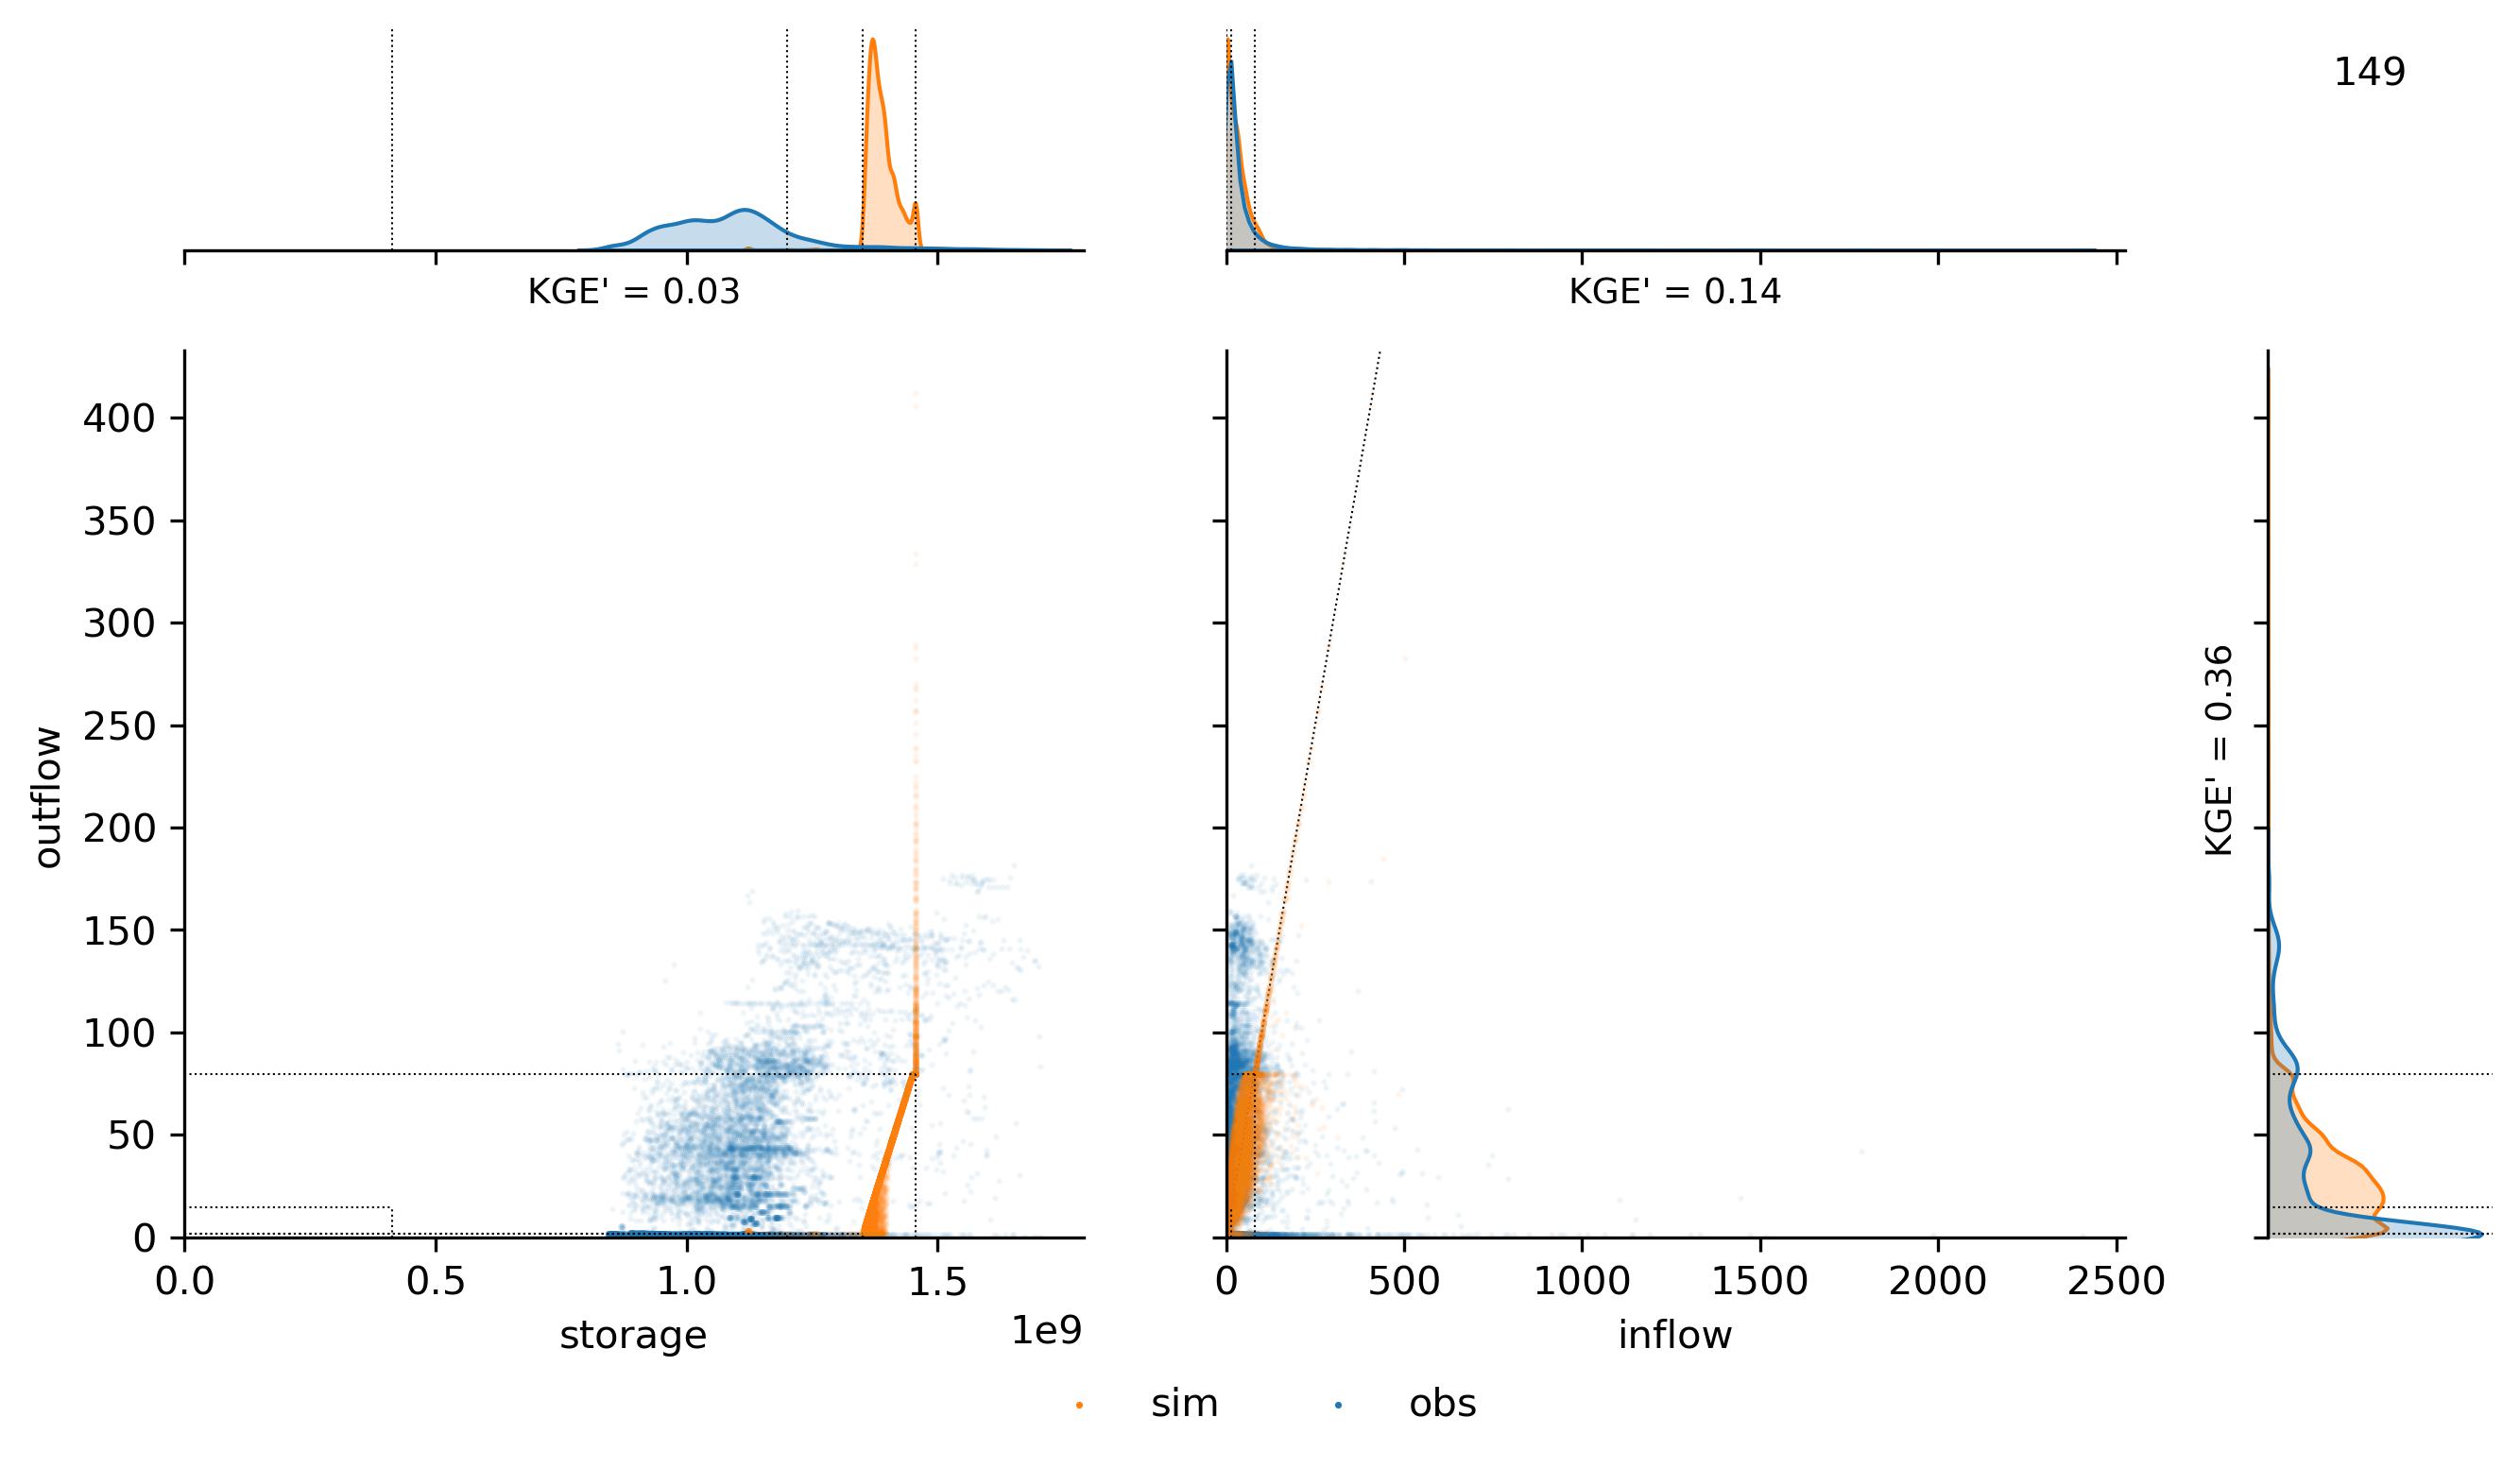 149
KGE' = 0.03
KGE' = 0.14
400
350
300
250
200
150
100
50
0
outflow
KGE' = 0.36
0.0 0.5 1.0 1.5
0 500 1000 1500 2000 2500
1e9
storage
inflow
sim obs